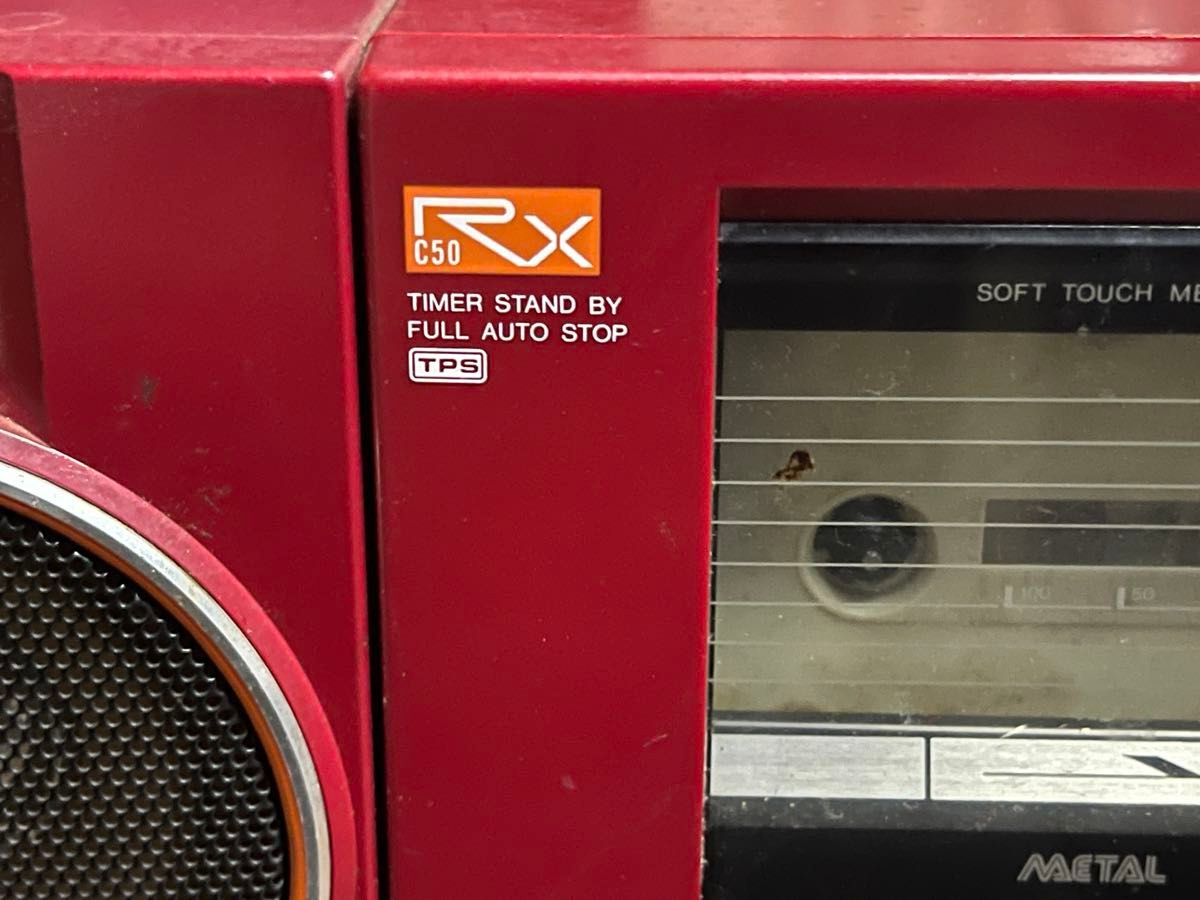 RX
C50
TIMER STAND BY
FULL AUTO STOP
TPS
SOFT TOUCH
100 50
METAL